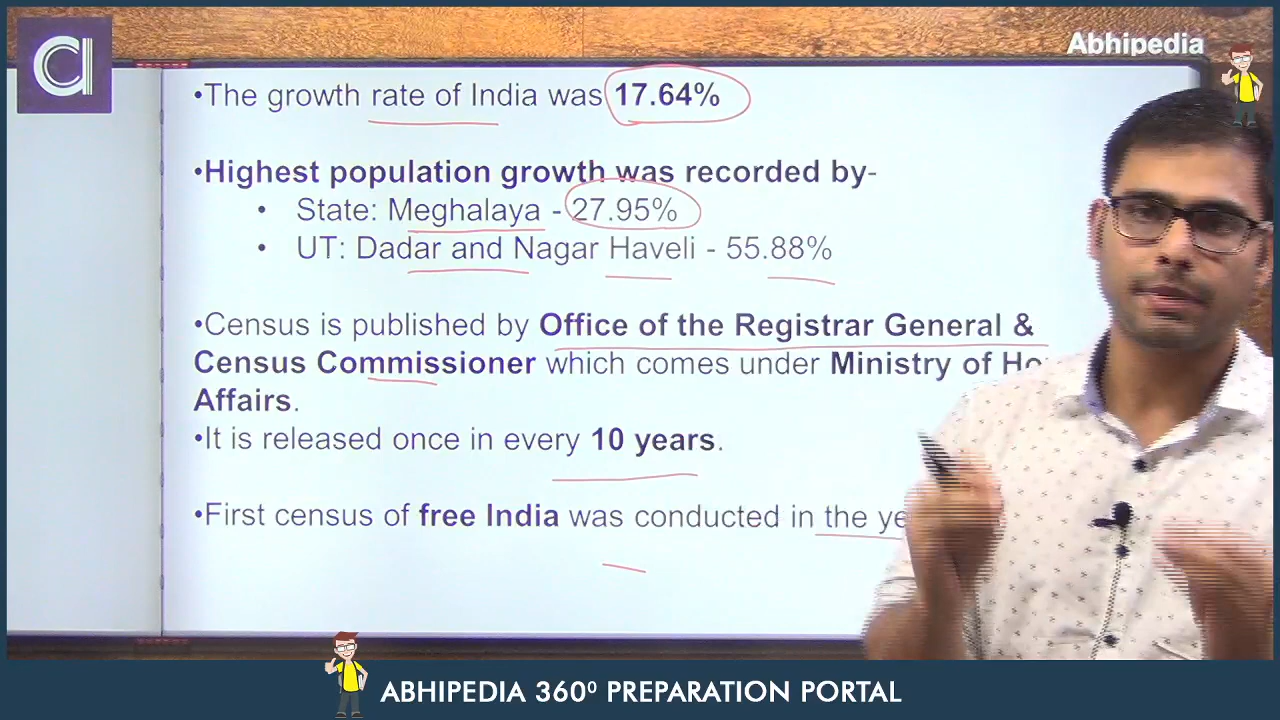 Abhipedia
•The growth rate of India was 17.64%
•Highest population growth was recorded by-
• State: Meghalaya - 27.95%
• UT: Dadar and Nagar Haveli - 55.88%
•Census is published by Office of the Registrar General &
Census Commissioner which comes under Ministry of
Affairs.
•It is released once in every 10 years.
•First census of free India was conducted in the
ABHIPEDIA 360⁰ PREPARATION PORTAL